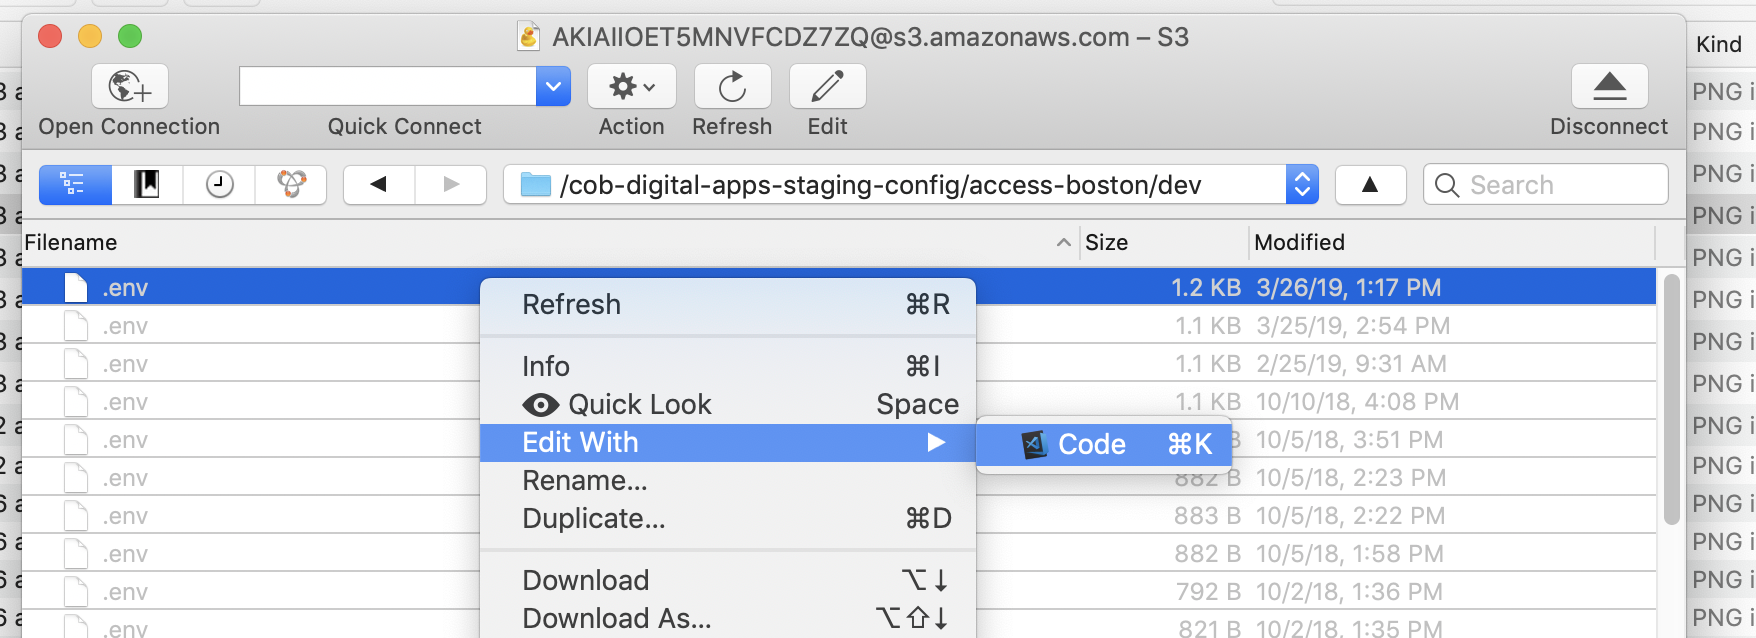 AKIAIIOET5MNVFCDZ7ZQ@s3.amazonaws.com – S3
Kind
Open Connection
Quick Connect
Action
Refresh
Edit
Disconnect
/cob-digital-apps-staging-config/access-boston/dev
Search
Filename Size Modified
.env 1.2 KB 3/26/19, 1:17 PM
.env 1.1 KB 3/25/19, 2:54 PM
.env 1.1 KB 2/25/19, 9:31 AM
.env 1.1 KB 10/10/18, 4:08 PM
.env B 10/5/18, 3:51 PM
.env 882 B 10/5/18, 2:23 PM
.env 883 B 10/5/18, 2:22 PM
.env 882 B 10/5/18, 1:58 PM
.env 792 B 10/2/18, 1:36 PM
.env 821 B 10/2/18, 1:35 PM
Refresh ⌘R
Info ⌘I
Quick Look Space
Edit With ▶
Code ⌘K
Rename...
Duplicate... ⌘D
Download ⌥↓
Download As... ⌥⇧↓
PNG i
PNG i
PNG i
PNG i
PNG i
PNG i
PNG i
PNG i
PNG i
PNG i
PNG i
PNG i
PNG i
PNG i